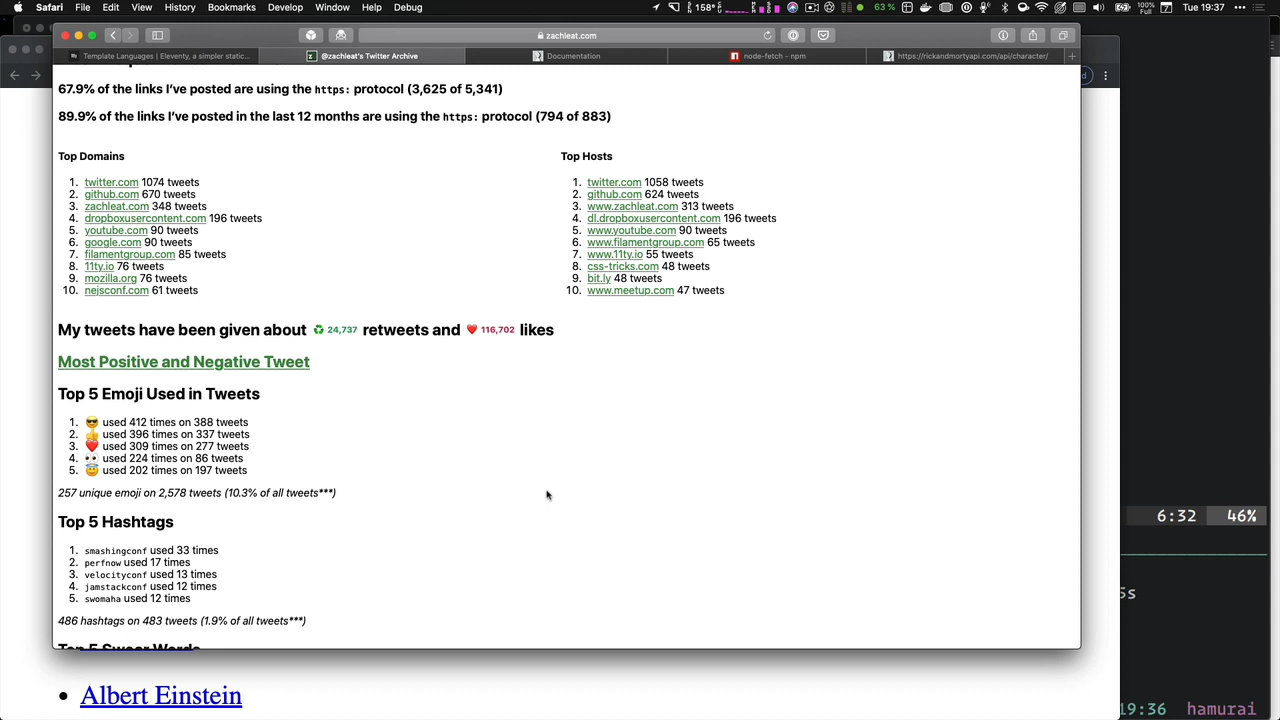 Safari File Edit View History Bookmarks Develop Window Help Debug
158° 63 % 100% Full Tue 19:37
zachleat.com
Template Languages | Eleventy, a simpler static...
@zachleat's Twitter Archive
Documentation
node-fetch - npm
https://rickandmortyapi.com/api/character/
67.9% of the links I’ve posted are using the https: protocol (3,625 of 5,341)
89.9% of the links I’ve posted in the last 12 months are using the https: protocol (794 of 883)
Top Domains
1. twitter.com 1074 tweets
2. github.com 670 tweets
3. zachleat.com 348 tweets
4. dropboxusercontent.com 196 tweets
5. youtube.com 90 tweets
6. google.com 90 tweets
7. filamentgroup.com 85 tweets
8. 11ty.io 76 tweets
9. mozilla.org 76 tweets
10. nejsconf.com 61 tweets
Top Hosts
1. twitter.com 1058 tweets
2. github.com 624 tweets
3. www.zachleat.com 313 tweets
4. dl.dropboxusercontent.com 196 tweets
5. www.youtube.com 90 tweets
6. www.filamentgroup.com 65 tweets
7. www.11ty.io 55 tweets
8. css-tricks.com 48 tweets
9. bit.ly 48 tweets
10. www.meetup.com 47 tweets
My tweets have been given about ♻ 24,737 retweets and ❤️ 116,702 likes
Most Positive and Negative Tweet
Top 5 Emoji Used in Tweets
1. 😎 used 412 times on 388 tweets
2. 👍 used 396 times on 337 tweets
3. ❤️ used 309 times on 277 tweets
4. 👀 used 224 times on 86 tweets
5. 😇 used 202 times on 197 tweets
257 unique emoji on 2,578 tweets (10.3% of all tweets***)
Top 5 Hashtags
1. smashingconf used 33 times
2. perfnow used 17 times
3. velocityconf used 13 times
4. jamstackconf used 12 times
5. swomaha used 12 times
486 hashtags on 483 tweets (1.9% of all tweets***)
Top 5 Swear Words
6:32 46%
5s
• Albert Einstein
19:36 hamurai